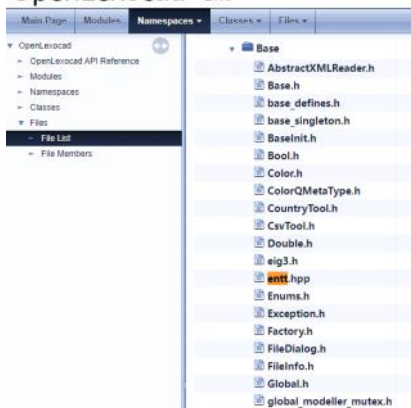 Main Page Modules Namespaces Classes Files
OpenLexocad
OpenLexocad API Reference
Modules
Namespaces
Classes
Files
File List
File Members
Base
AbstractXMLReader.h
Base.h
base_defines.h
base_singleton.h
BaseInit.h
Bool.h
Color.h
ColorQMetaType.h
CountryTool.h
CsvTool.h
Double.h
eig3.h
entt.hpp
Enums.h
Exception.h
Factory.h
FileDialog.h
FileInfo.h
Global.h
global_modeller_mutex.h